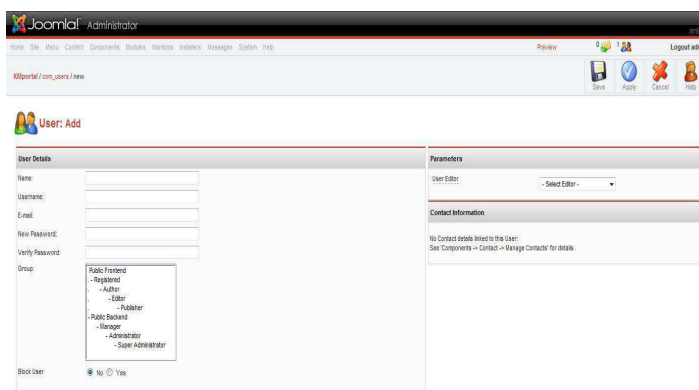 Joomla! Administrator
Home Site Menu Content Components Modules Mambots Installers Messages System Help
Preview 0 1 Logout
KMportal / com_users / new
Save Apply Cancel Help
User: Add
User Details
Name:
Username:
E-mail:
New Password:
Verify Password:
Group:
Public Frontend
. - Registered
. - Author
. - Editor
. - Publisher
- Public Backend
- Manager
- Administrator
- Super Administrator
Block User No Yes
Parameters
User Editor - Select Editor -
Contact Information
No Contact details linked to this User:
See 'Components -> Contact -> Manage Contacts' for details.